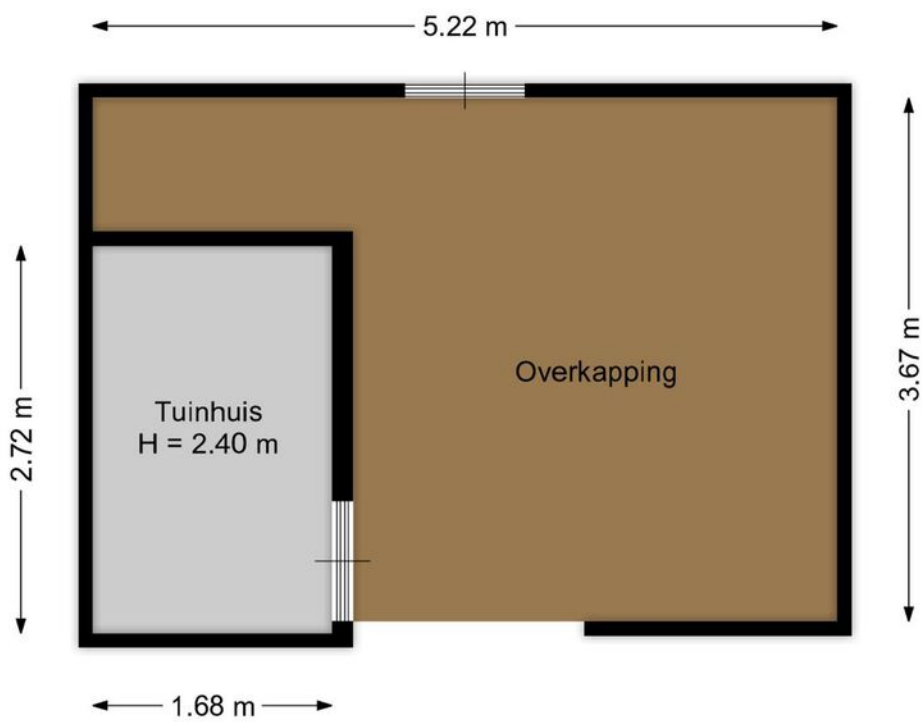 5.22 m
Overkapping
3.67 m
Tuinhuis
H = 2.40 m
2.72 m
1.68 m